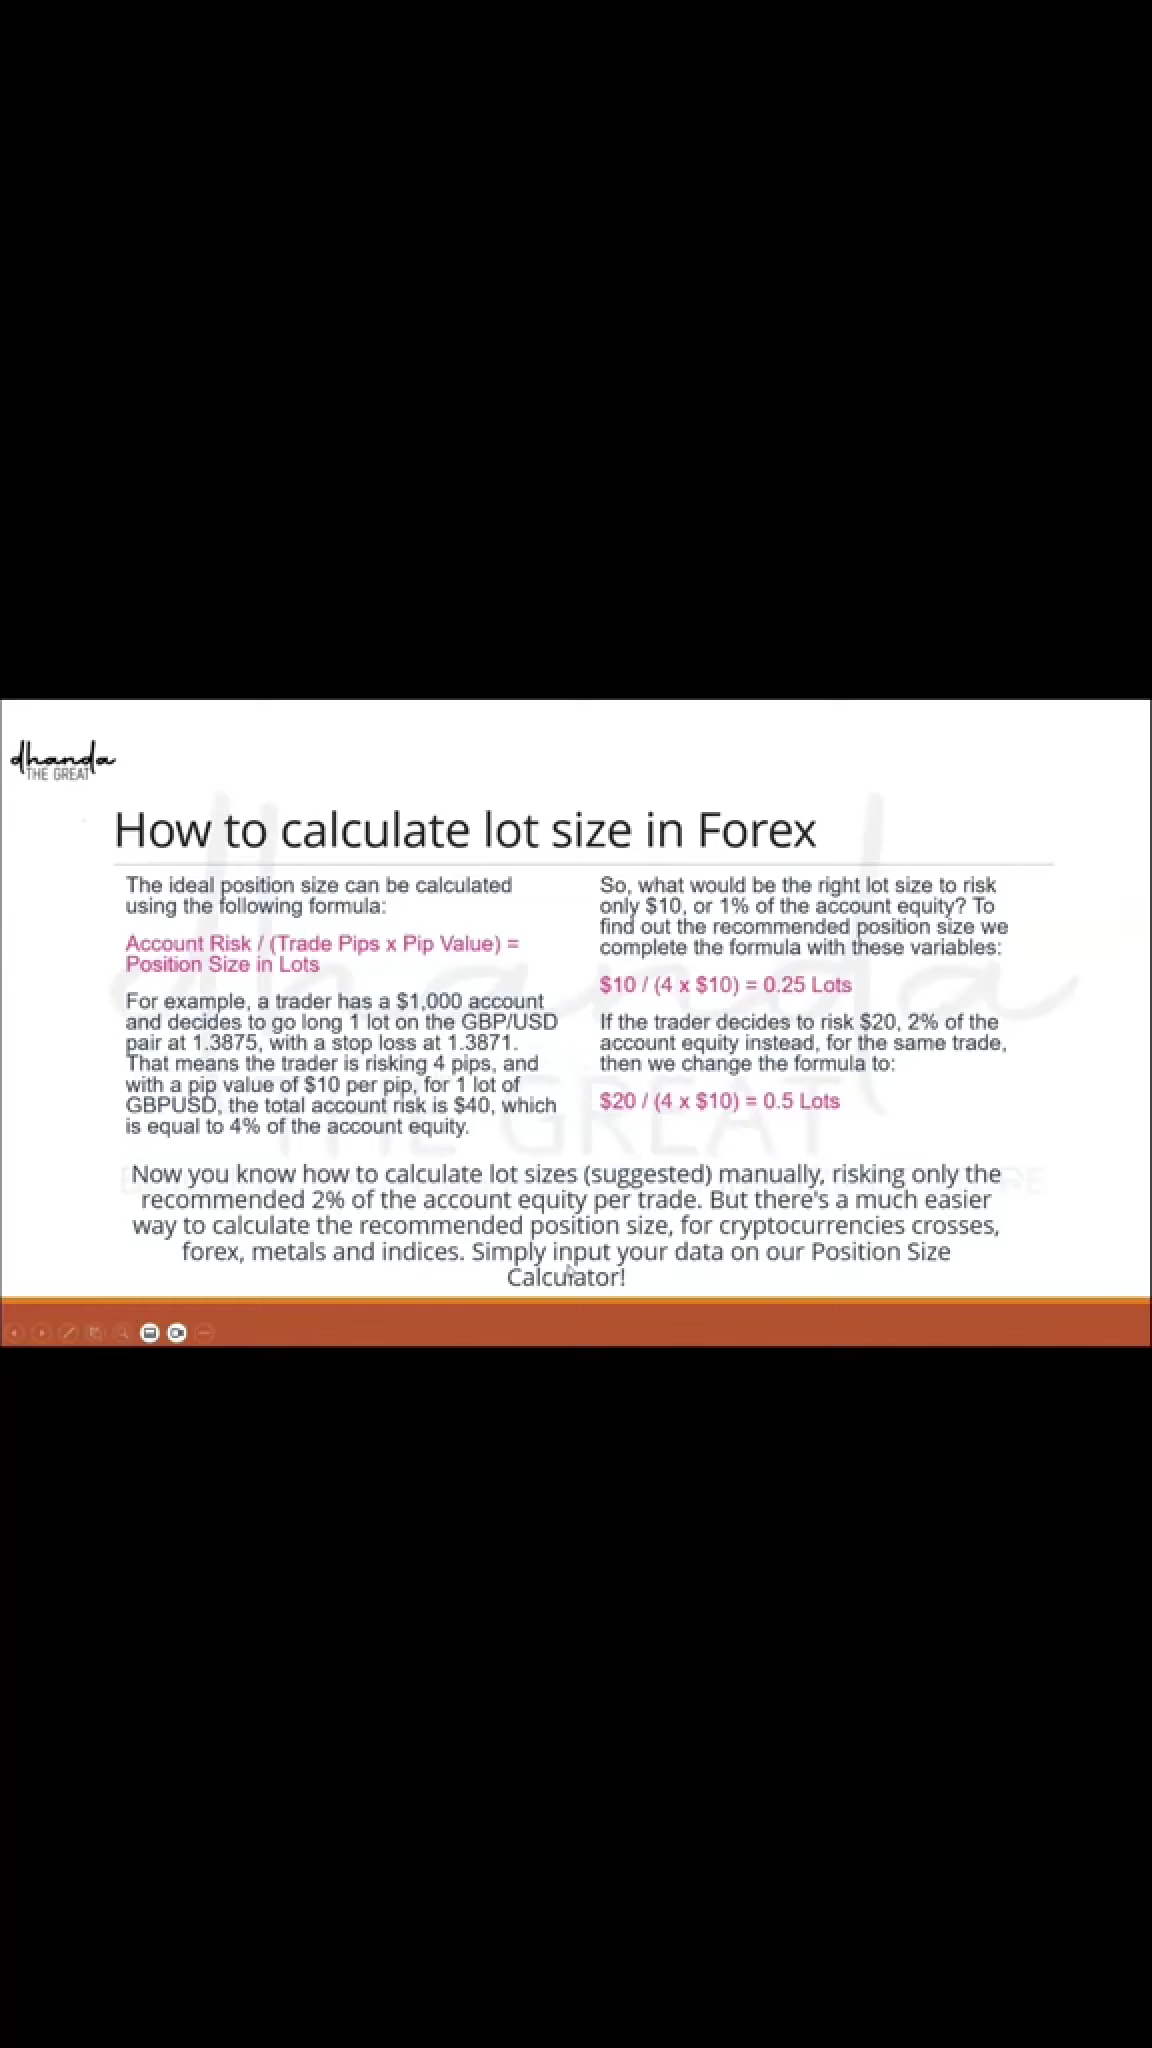 dhanda
THE GREAT
How to calculate lot size in Forex
The ideal position size can be calculated
using the following formula:
Account Risk / (Trade Pips x Pip Value) =
Position Size in Lots
For example, a trader has a $1,000 account
and decides to go long 1 lot on the GBP/USD
pair at 1.3875, with a stop loss at 1.3871.
That means the trader is risking 4 pips, and
with a pip value of $10 per pip, for 1 lot of
GBPUSD, the total account risk is $40, which
is equal to 4% of the account equity.
So, what would be the right lot size to risk
only $10, or 1% of the account equity? To
find out the recommended position size we
complete the formula with these variables:
$10 / (4 x $10) = 0.25 Lots
If the trader decides to risk $20, 2% of the
account equity instead, for the same trade,
then we change the formula to:
$20 / (4 x $10) = 0.5 Lots
Now you know how to calculate lot sizes (suggested) manually, risking only the
recommended 2% of the account equity per trade. But there's a much easier
way to calculate the recommended position size, for cryptocurrencies crosses,
forex, metals and indices. Simply input your data on our Position Size
Calculator!
dhanda
THE GREAT